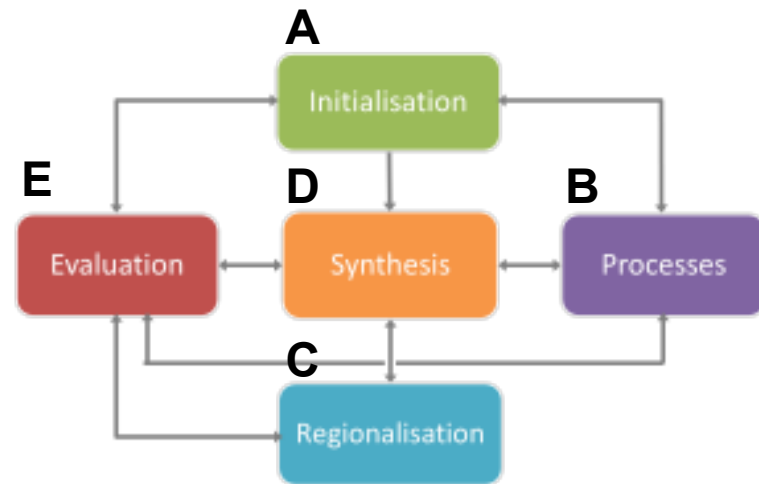 A
Initialisation
E
D
B
Evaluation
Synthesis
Processes
C
Regionalisation